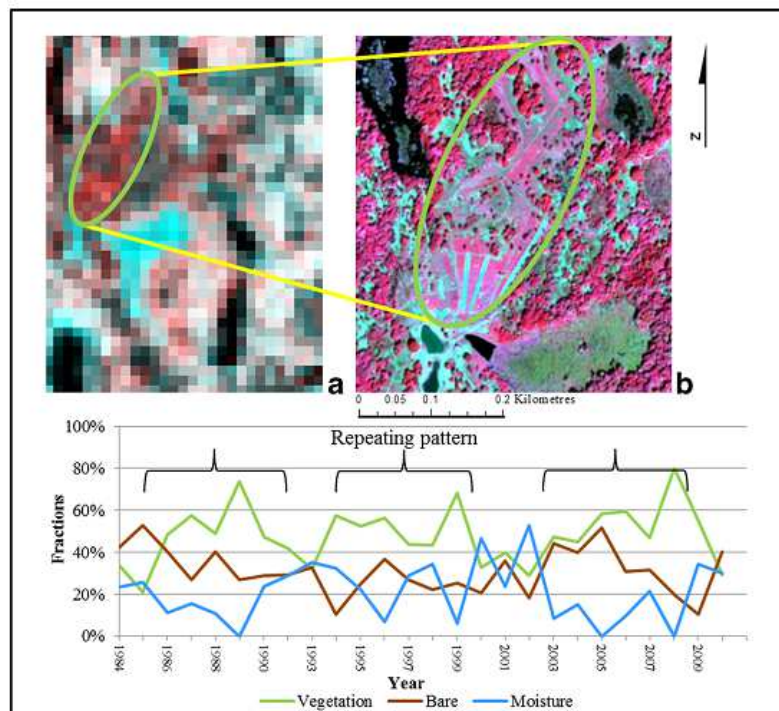 N
a
b
0 0.05 0.1 0.2 Kilometres
100%
Repeating pattern
80%
60%
40%
20%
0%
Fractions
1984 1986 1988 1990 1993 1995 1997 1999 2001 2003 2005 2007 2009
Year
Vegetation Bare Moisture